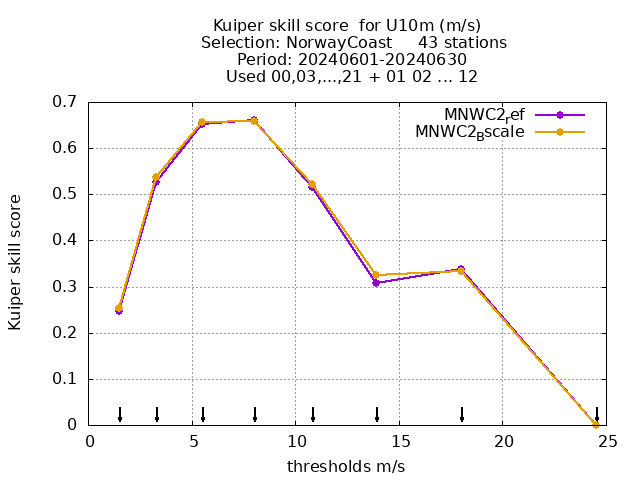 Kuiper skill score  for U10m (m/s)
Selection: NorwayCoast     43 stations
Period: 20240601-20240630
Used 00,03,...,21 + 01 02 ... 12
MNWC2ref
MNWC2Bscale
Kuiper skill score
0.7
0.6
0.5
0.4
0.3
0.2
0.1
0
0 5 10 15 20 25
thresholds m/s